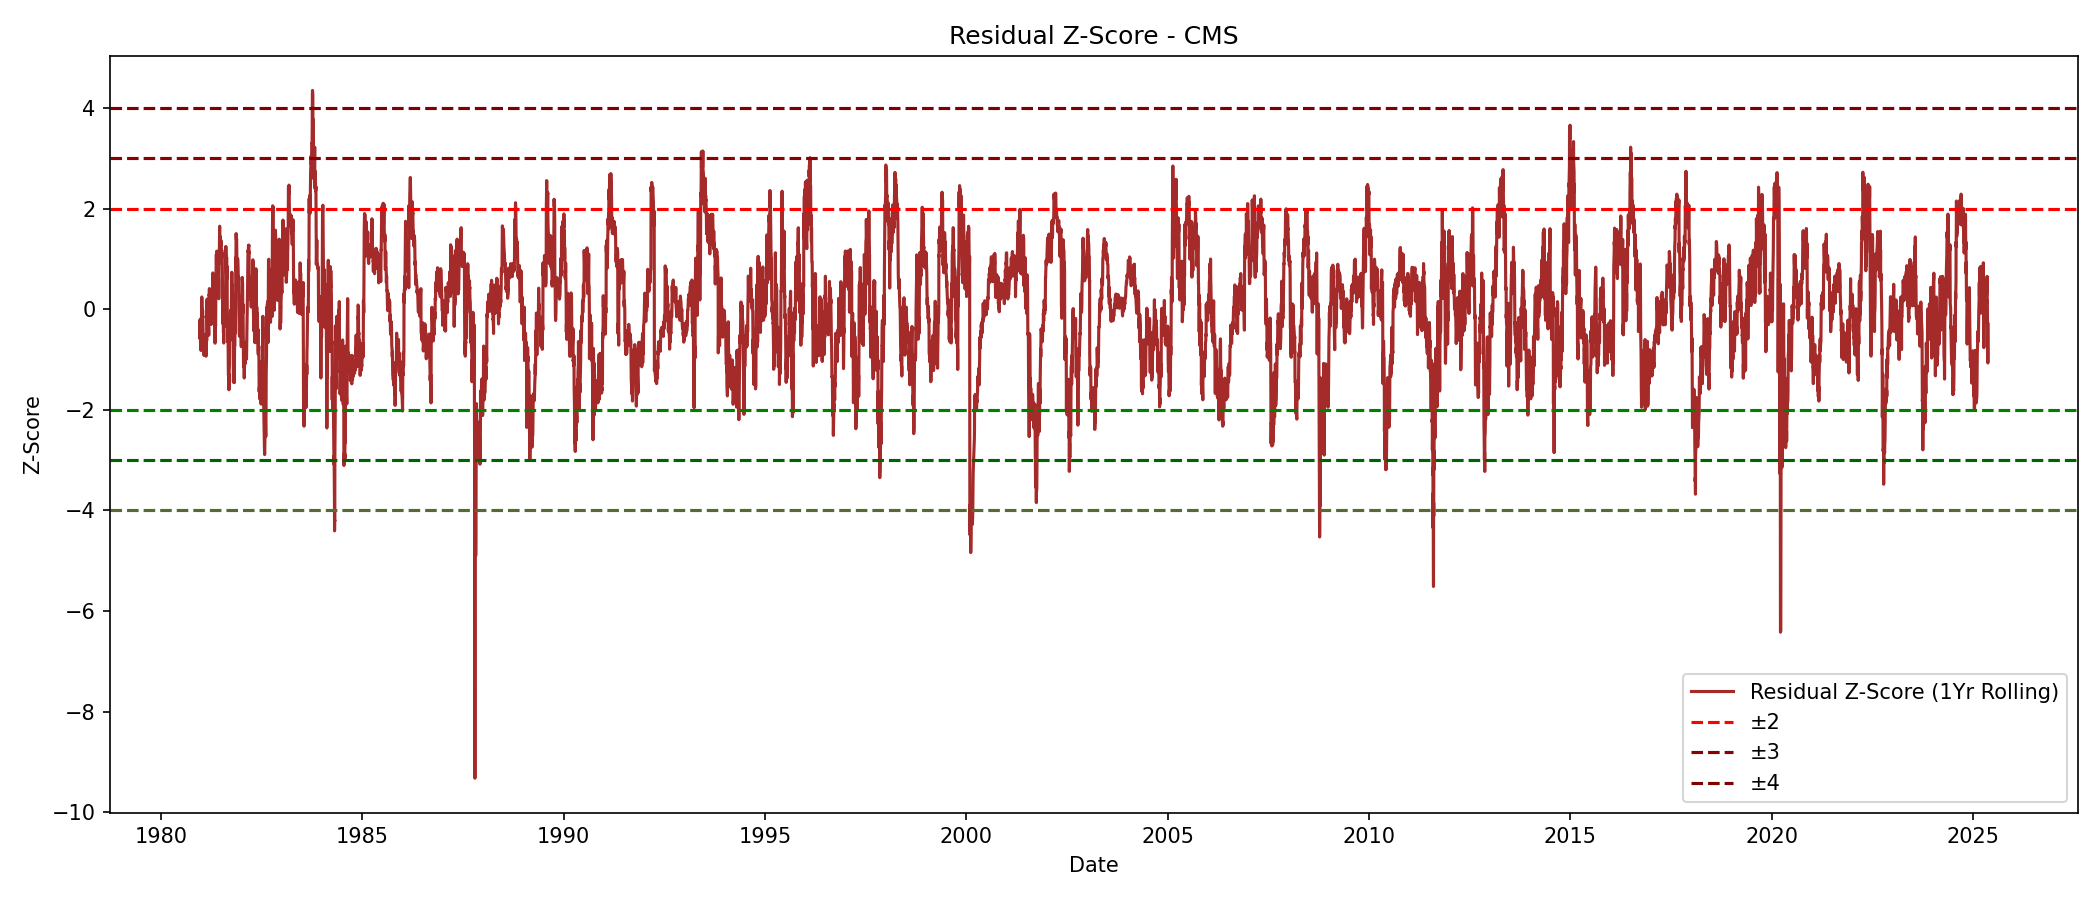 Residual Z-Score - CMS
Z-Score
4
2
0
−2
−4
−6
−8
−10
1980 1985 1990 1995 2000 2005 2010 2015 2020 2025
Date
Residual Z-Score (1Yr Rolling)
±2
±3
±4